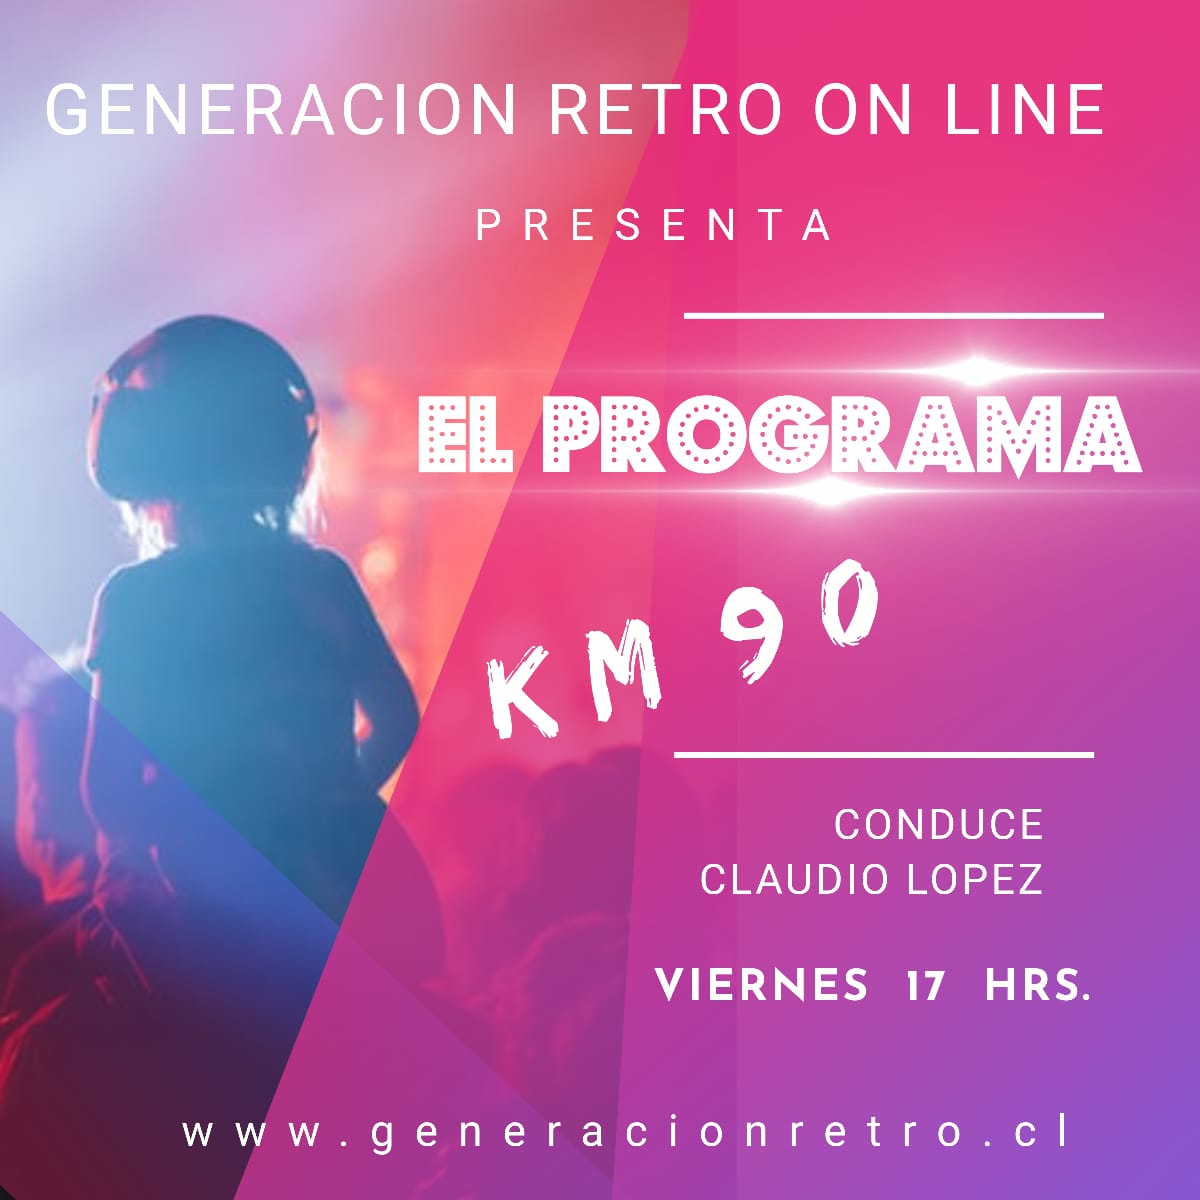 GENERACION RETRO ON LINE
PRESENTA
EL PROGRAMA
KM 90
CONDUCE
CLAUDIO LOPEZ
VIERNES 17 HRS.
www.generacionretro.cl